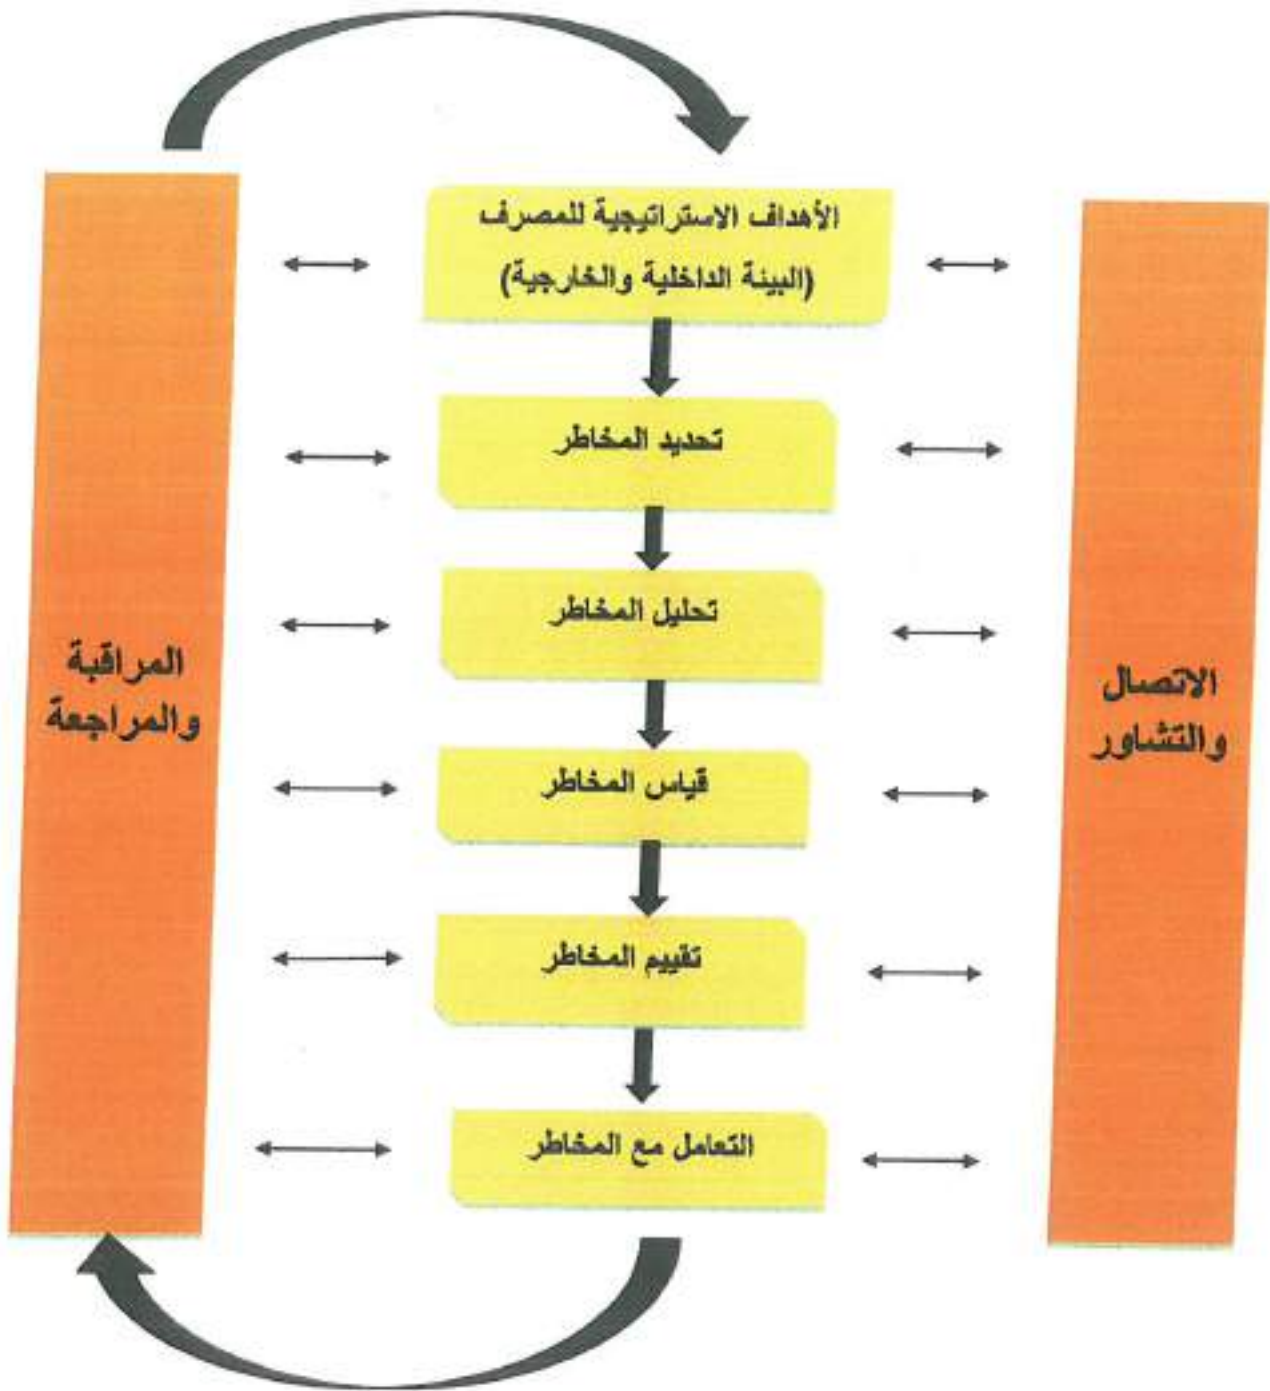 الأهداف الاستراتيجية للمصرف
(البيئة الداخلية والخارجية)
تحديد المخاطر
تحليل المخاطر
قياس المخاطر
تقييم المخاطر
التعامل مع المخاطر
الاتصال
والتشاور
المراقبة
والمراجعة